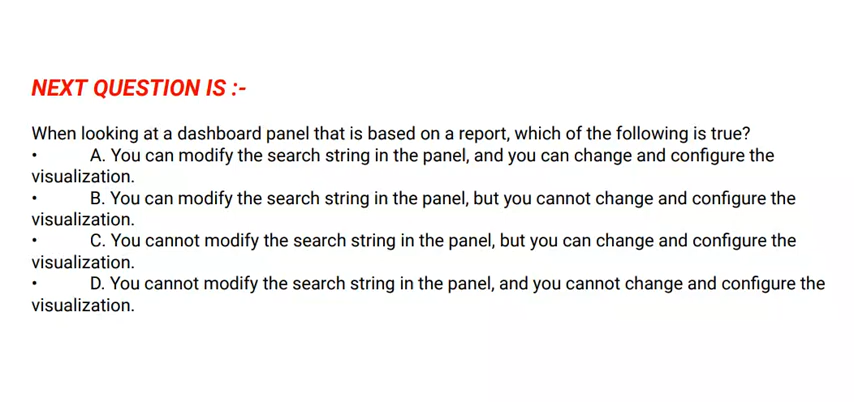 NEXT QUESTION IS :-
When looking at a dashboard panel that is based on a report, which of the following is true?
• A. You can modify the search string in the panel, and you can change and configure the
visualization.
• B. You can modify the search string in the panel, but you cannot change and configure the
visualization.
• C. You cannot modify the search string in the panel, but you can change and configure the
visualization.
• D. You cannot modify the search string in the panel, and you cannot change and configure the
visualization.